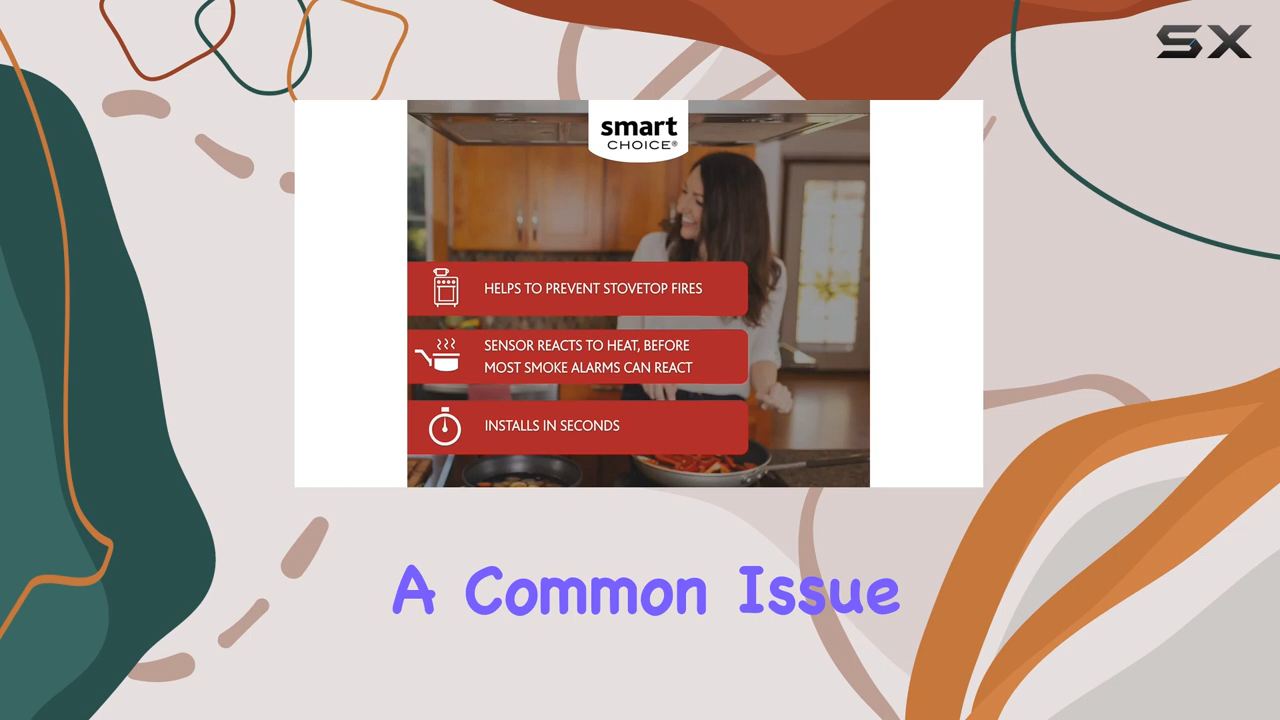 SX
smart
CHOICE®
HELPS TO PREVENT STOVETOP FIRES
SENSOR REACTS TO HEAT, BEFORE
MOST SMOKE ALARMS CAN REACT
INSTALLS IN SECONDS
A Common Issue